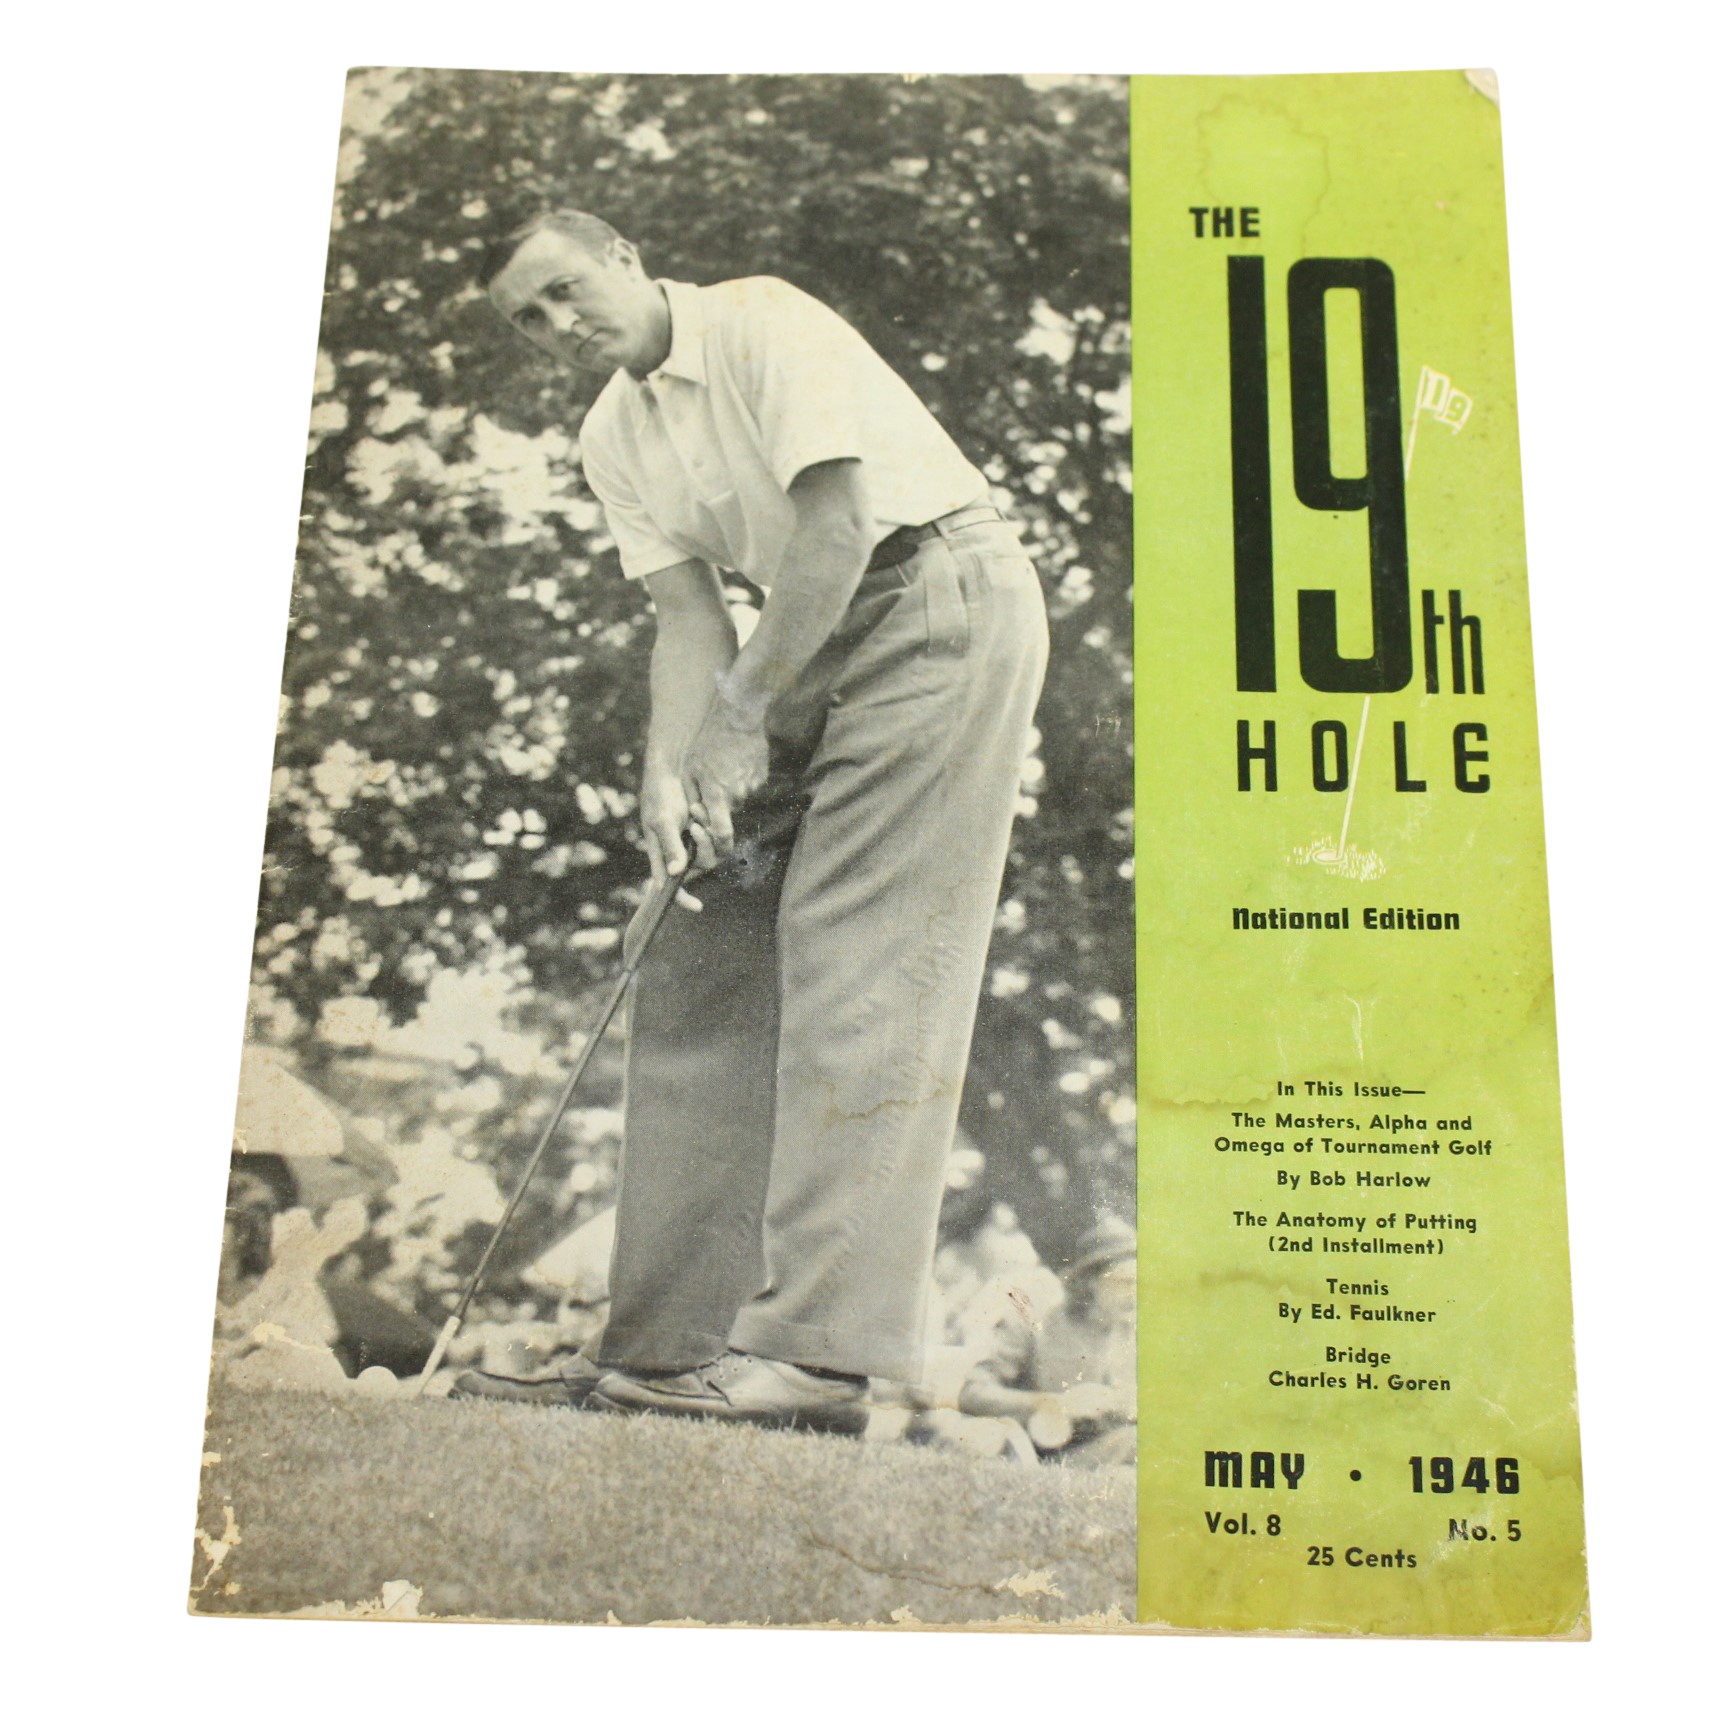 THE
19th
19
HOLE
National Edition
In This Issue—
The Masters, Alpha and
Omega of Tournament Golf
By Bob Harlow
The Anatomy of Putting
(2nd Installment)
Tennis
By Ed. Faulkner
Bridge
Charles H. Goren
MAY • 1946
Vol. 8 No. 5
25 Cents